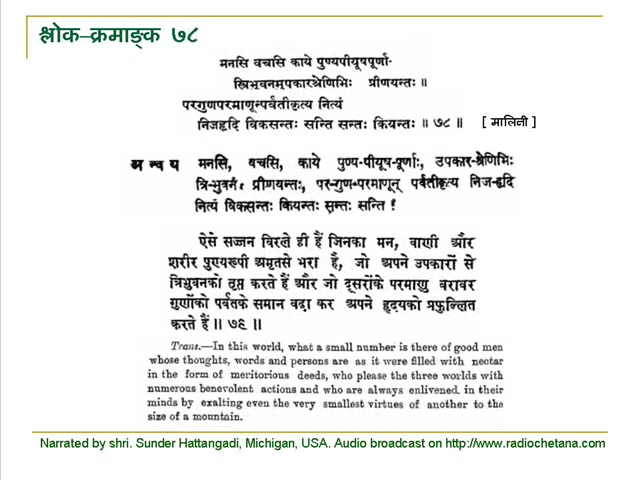 श्लोक-क्रमाङ्क ७८
मनसि वचसि काये पुण्यपीयूषपूर्णा-
स्त्रिभुवनमुपकारश्रेणिभिः प्रीणयन्तः ॥
परगुणपरमाणून्पर्वतीकृत्य नित्यं
निजहृदि विकसन्तः सन्ति सन्तः कियन्तः ॥ ७८ ॥ [ मालिनी ]
अन्वय मनसि, वचसि, काये पुण्य-पीयूष-पूर्णाः, उपकार-श्रेणिभिः
त्रि-भुवनं प्रीणयन्तः, पर-गुण-परमाणून् पर्वतीकृत्य निज-हृदि
नित्यं विकसन्तः कियन्तः सन्तः सन्ति !
ऐसे सज्जन विरले ही हैं जिनका मन, वाणी और
शरीर पुण्यरूपी अमृतसे भरा है, जो अपने उपकारों से
त्रिभुवनको तृप्त करते हैं और जो दूसरोंके परमाणु बराबर
गुणोंको पर्वतके समान बढ़ा कर अपने हृदयको प्रफुल्लित
करते हैं ॥ ७९ ॥
Trans.—In this world, what a small number is there of good men
whose thoughts, words and persons are as it were filled with nectar
in the form of meritorious deeds, who please the three worlds with
numerous benevolent actions and who are always enlivened in their
minds by exalting even the very smallest virtues of another to the
size of a mountain.
Narrated by shri. Sunder Hattangadi, Michigan, USA. Audio broadcast on http://www.radiochetana.com